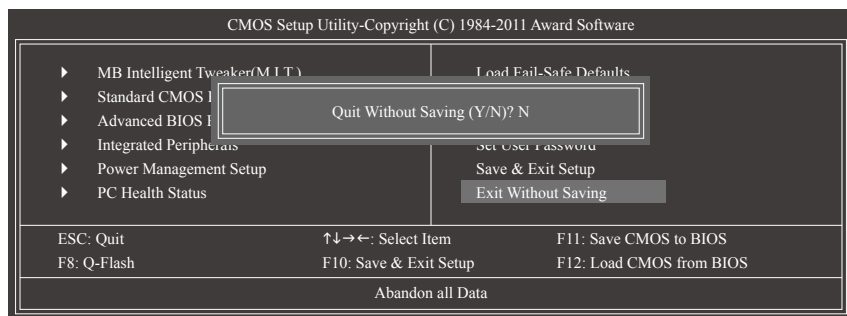 CMOS Setup Utility-Copyright (C) 1984-2011 Award Software
MB Intelligent Tweaker(M.I.T.)
Standard CMOS
Advanced BIOS
Integrated Peripherals
Power Management Setup
PC Health Status
Load Fail-Safe Defaults
Set User Password
Save & Exit Setup
Exit Without Saving
Quit Without Saving (Y/N)? N
ESC: Quit
↑↓→←: Select Item
F11: Save CMOS to BIOS
F8: Q-Flash
F10: Save & Exit Setup
F12: Load CMOS from BIOS
Abandon all Data